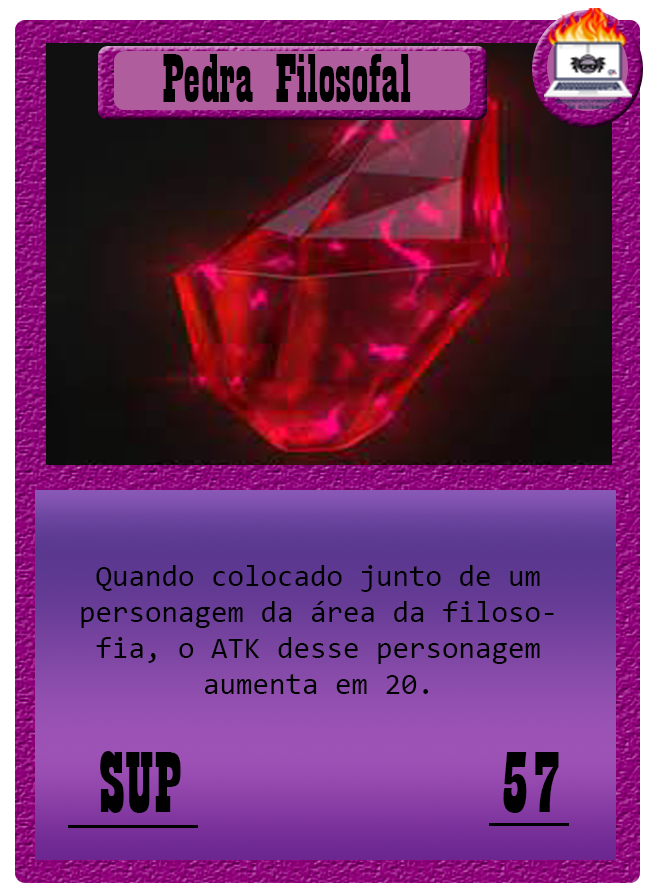 Pedra Filosofal
Quando colocado junto de um
personagem da área da filoso-
fia, o ATK desse personagem
aumenta em 20.
SUP
57